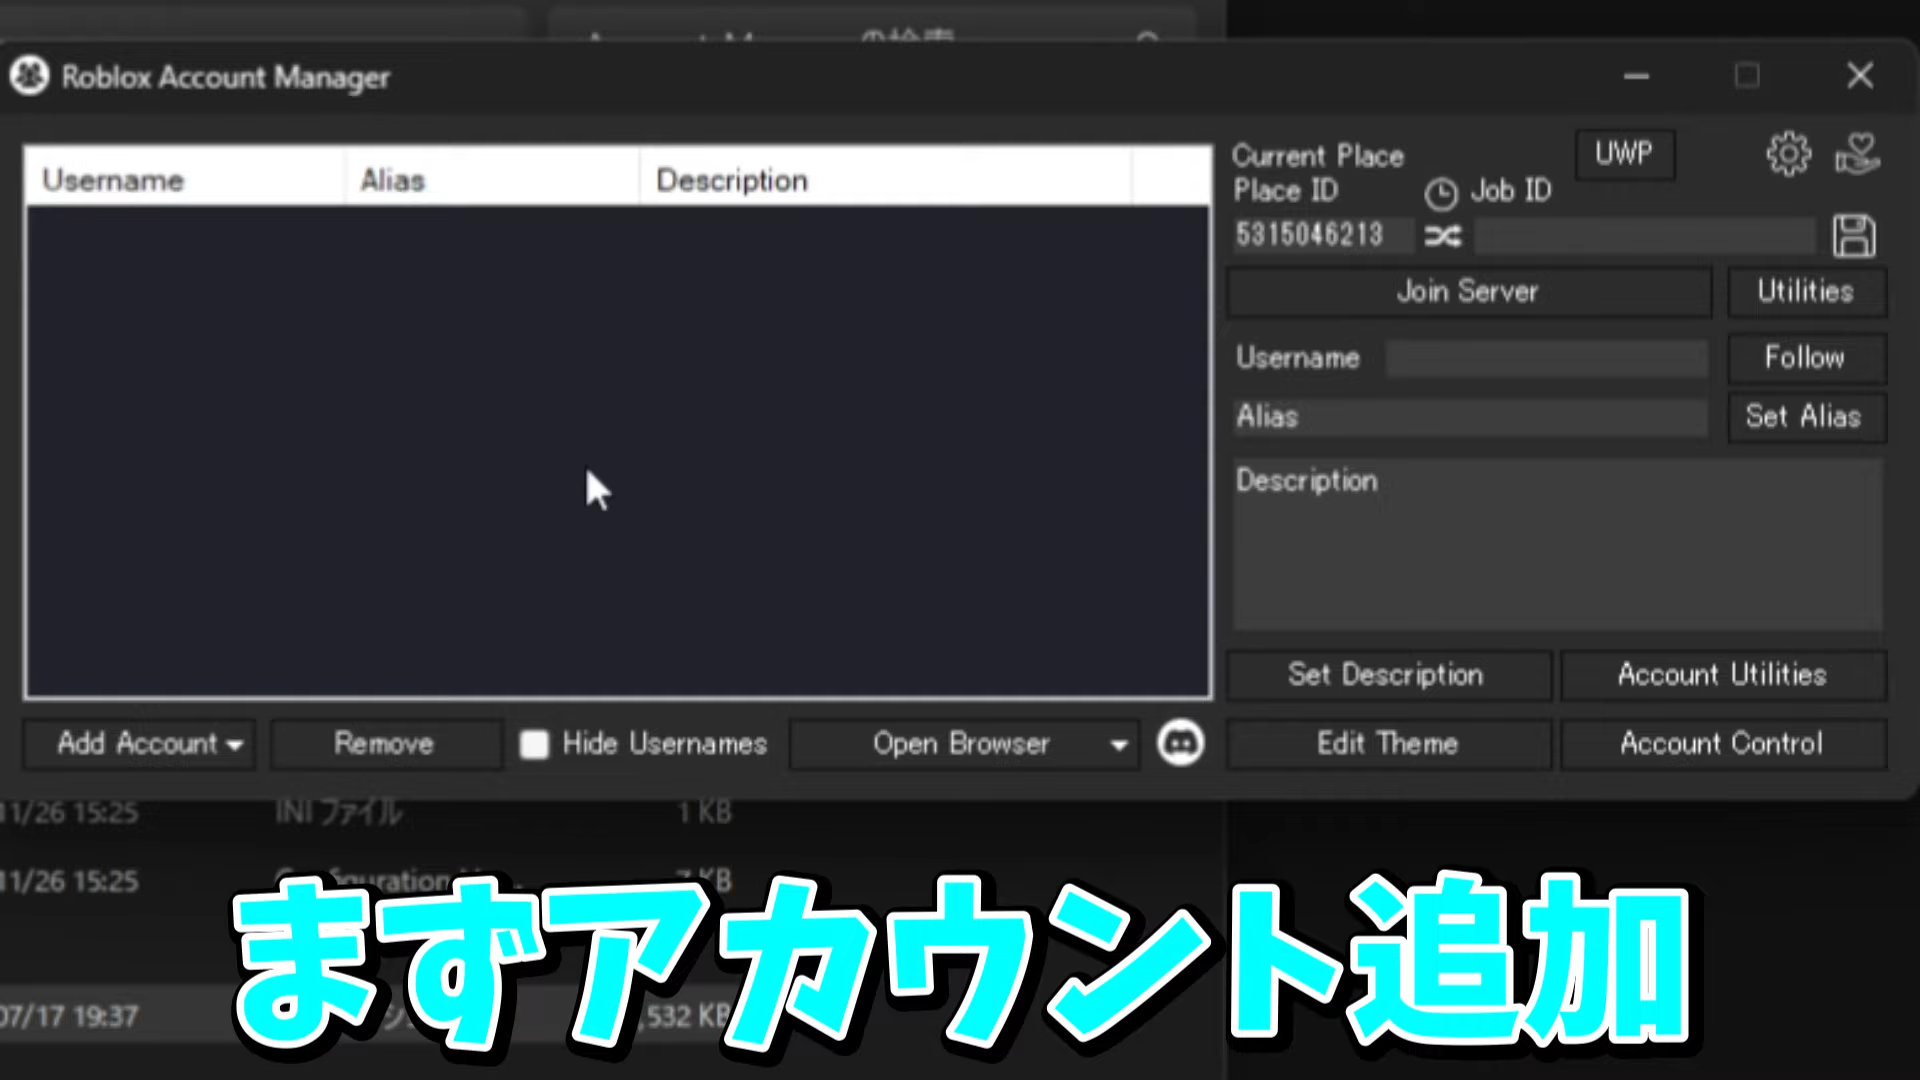 の検索
Roblox Account Manager
Username Alias Description
Current Place
UWP
Place ID
Job ID
5315046213
Join Server
Utilities
Username
Follow
Alias
Set Alias
Description
Set Description
Account Utilities
Add Account
Remove
Hide Usernames
Open Browser
Edit Theme
Account Control
11/26 15:25 INI ファイル 1 KB
11/26 15:25 KB
07/17 19:37 ,532 KB
まずアカウント追加